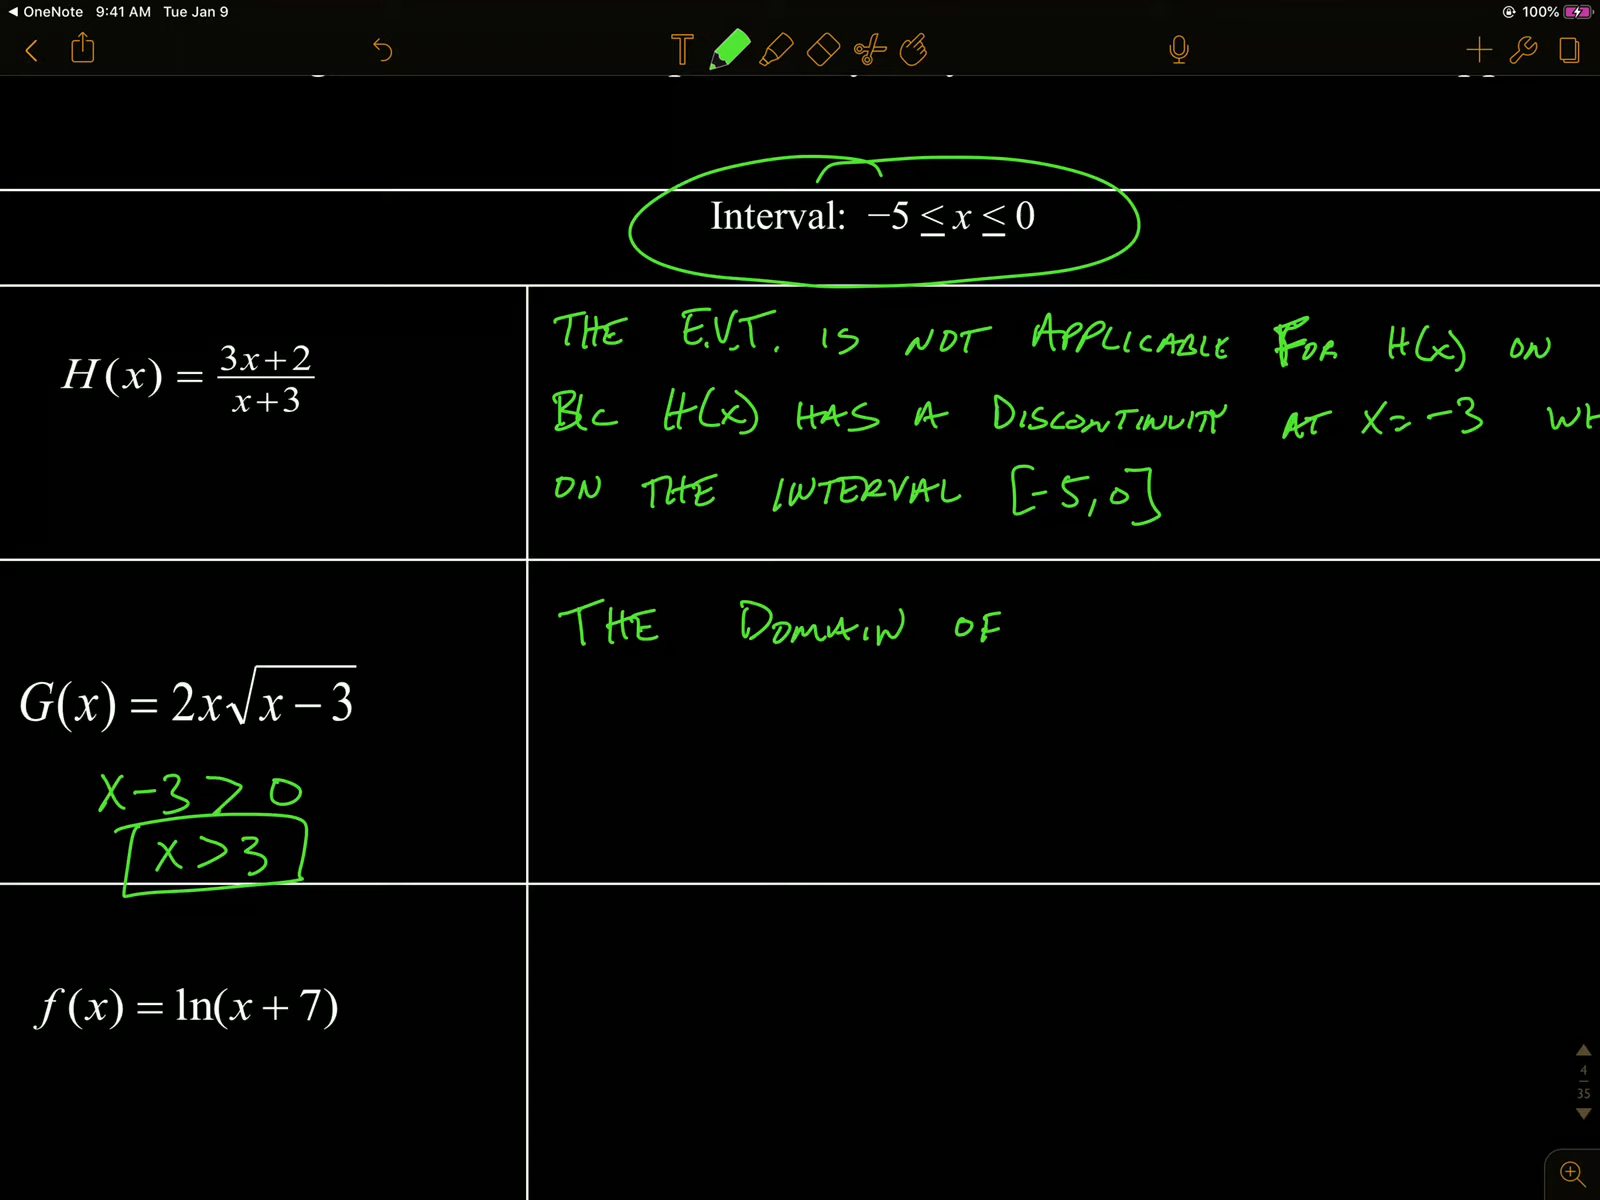 OneNote 9:41 AM Tue Jan 9 100%
T
Interval: −5 ≤ x ≤ 0
H(x) = \frac{3x+2}{x+3}
THE E.V.T. IS NOT APPLICABLE FOR H(x) ON
B/C H(x) HAS A DISCONTINUITY AT X = -3 WH
ON THE INTERVAL [-5,0]
THE DOMAIN OF
G(x) = 2x√(x − 3)
X-3 > 0
X > 3
f(x) = ln(x + 7)
4
35